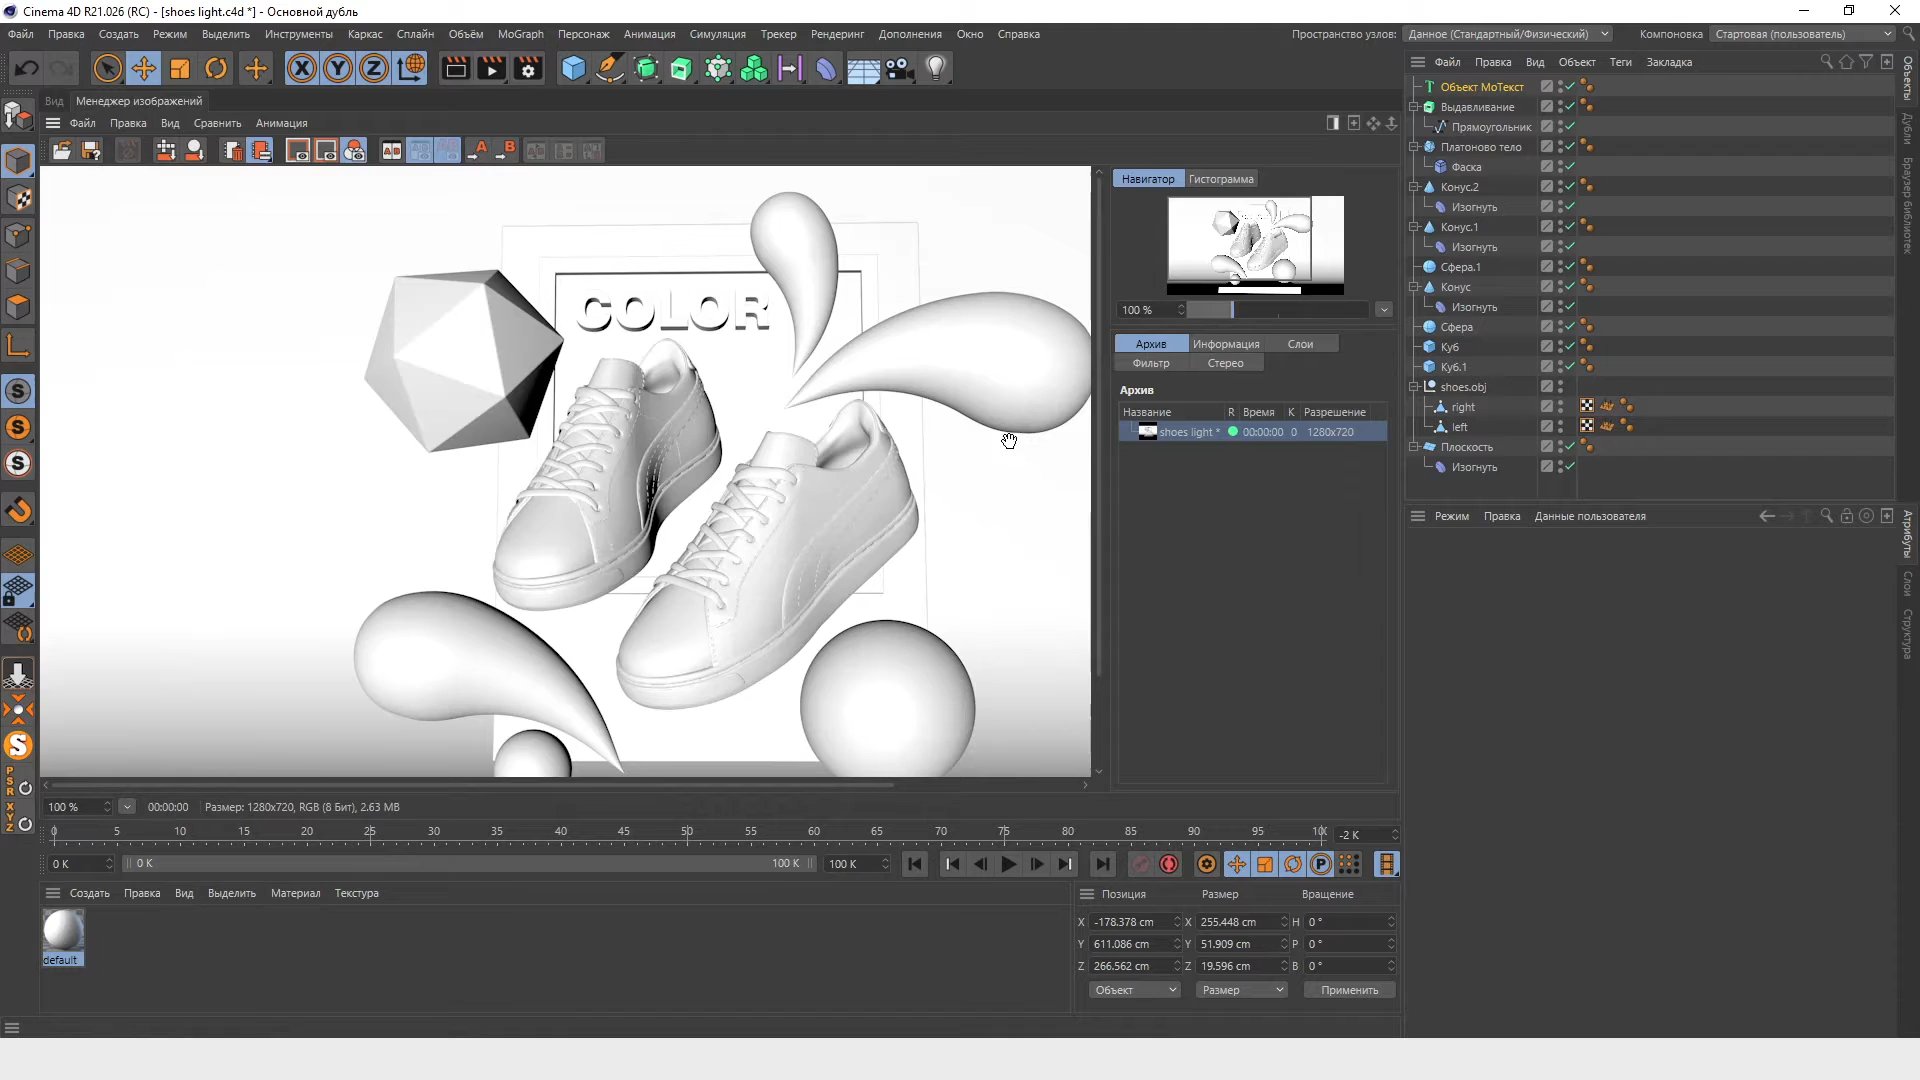 Cinema 4D R21.026 (RC) - [shoes light.c4d *] - Основной дубль
Файл Правка Создать Режим Выделить Инструменты Каркас Сплайн Объём MoGraph Персонаж Анимация Симуляция Трекер Рендеринг Дополнения Окно Справка
Пространство узлов: Данное (Стандартный/Физический) Компоновка Стартовая (пользователь)
Вид Менеджер изображений
Файл Правка Вид Сравнить Анимация
Файл Правка Вид Объект Теги Закладка
Объект МоТекст
Выдавливание
Прямоугольник
Платоново тело
Фаска
Конус.2
Изогнуть
Конус.1
Изогнуть
Сфера.1
Конус
Изогнуть
Сфера
Куб
Куб.1
shoes.obj
right
left
Плоскость
Изогнуть
Объекты
Дубли
Браузер библиотек
COLOR
Навигатор Гистограмма
100 %
Архив Информация Слои
Фильтр Стерео
Архив
Название R Время K Разрешение
shoes light * 00:00:00 0 1280x720
Режим Правка Данные пользователя
Атрибуты
Слои
Структура
100 % 00:00:00 Размер: 1280x720, RGB (8 Бит), 2.63 MB
0 5 10 15 20 25 30 35 40 45 50 55 60 65 70 75 80 85 90 95 10 -2 K
0 K 0 K 100 K 100 K
Создать Правка Вид Выделить Материал Текстура
default
Позиция Размер Вращение
X -178.378 cm X 255.448 cm H 0 °
Y 611.086 cm Y 51.909 cm P 0 °
Z 266.562 cm Z 19.596 cm B 0 °
Объект Размер Применить